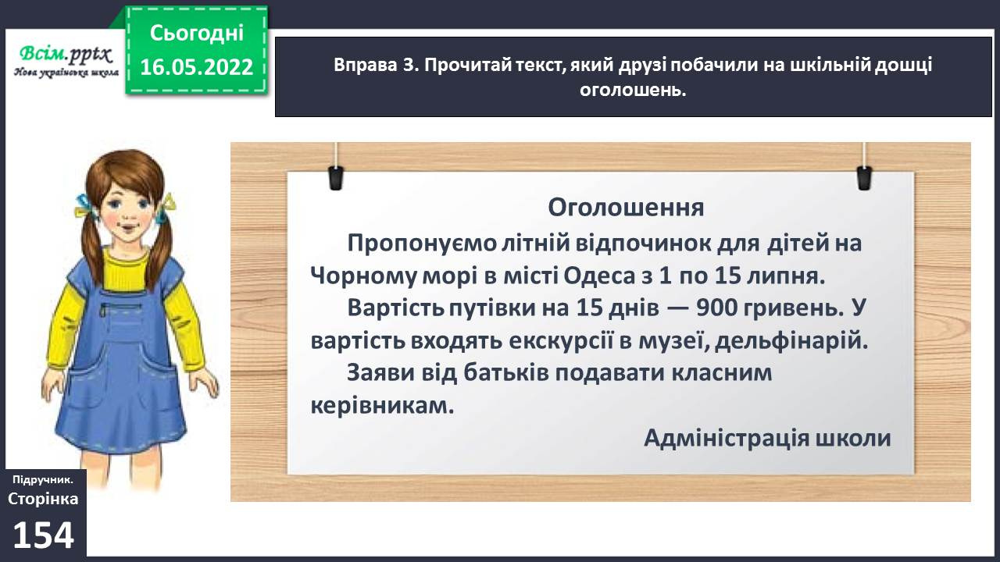 Всім.pptx
Нова українська школа
Сьогодні
16.05.2022
Вправа 3. Прочитай текст, який друзі побачили на шкільній дошці
оголошень.
Оголошення
Пропонуємо літній відпочинок для дітей на
Чорному морі в місті Одеса з 1 по 15 липня.
Вартість путівки на 15 днів — 900 гривень. У
вартість входять екскурсії в музеї, дельфінарій.
Заяви від батьків подавати класним
керівникам.
Адміністрація школи
Підручник.
Сторінка
154